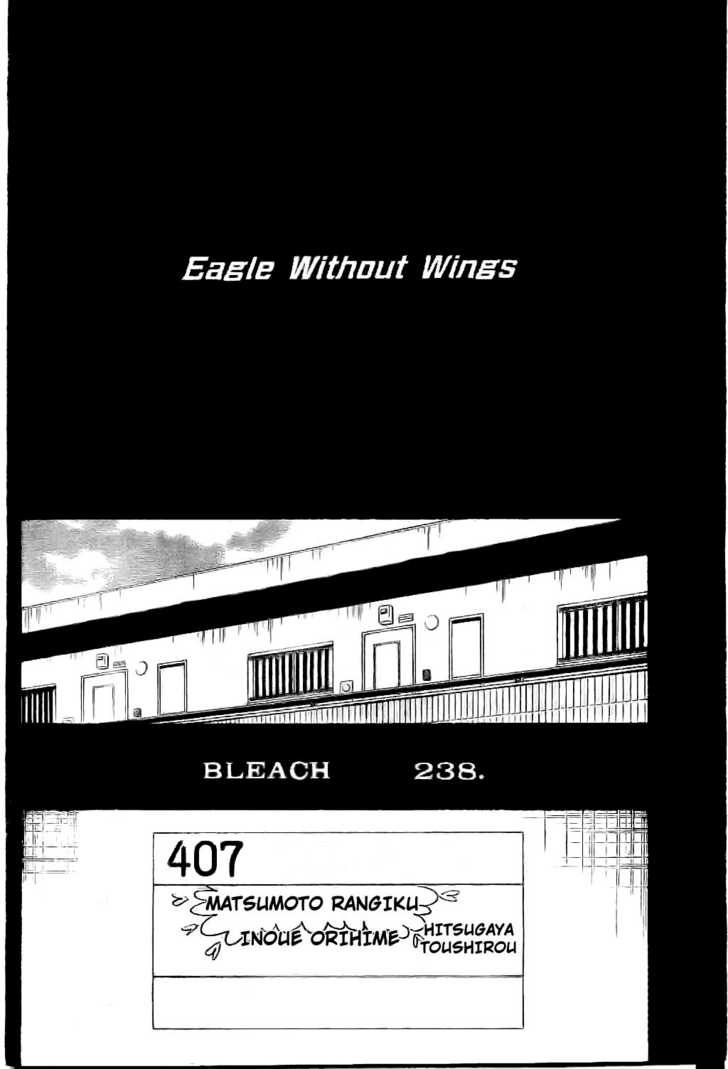 Eagle Without Wings
BLEACH 238.
407
MATSUMOTO RANGIKU
INOUE ORIHIME
HITSUGAYA
TOUSHIROU